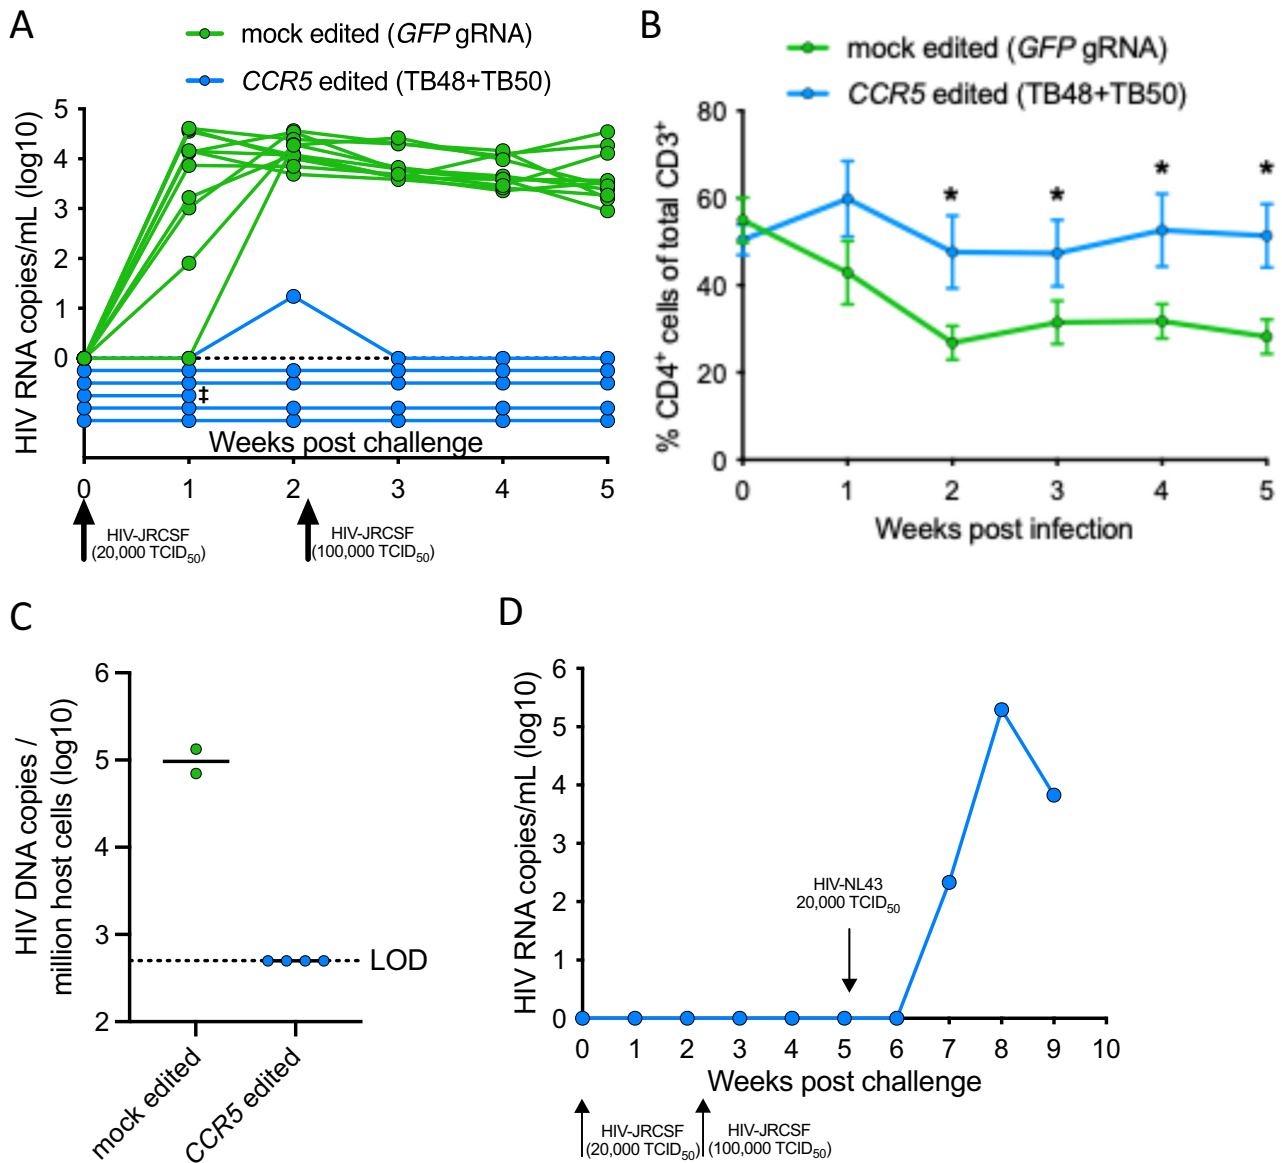 A
mock edited (GFP gRNA)
CCR5 edited (TB48+TB50)
HIV RNA copies/mL (log10)
5
4
3
2
1
0
‡
Weeks post challenge
0 1 2 3 4 5
HIV-JRCSF
(20,000 TCID50)
HIV-JRCSF
(100,000 TCID50)
B
mock edited (GFP gRNA)
CCR5 edited (TB48+TB50)
% CD4+ cells of total CD3+
80
60
40
20
0
* * * *
0 1 2 3 4 5
Weeks post infection
C
HIV DNA copies /
million host cells (log10)
6
5
4
3
2
LOD
mock edited
CCR5 edited
D
HIV RNA copies/mL (log10)
6
5
4
3
2
1
0
HIV-NL43
20,000 TCID50
0 1 2 3 4 5 6 7 8 9 10
Weeks post challenge
HIV-JRCSF
(20,000 TCID50)
HIV-JRCSF
(100,000 TCID50)